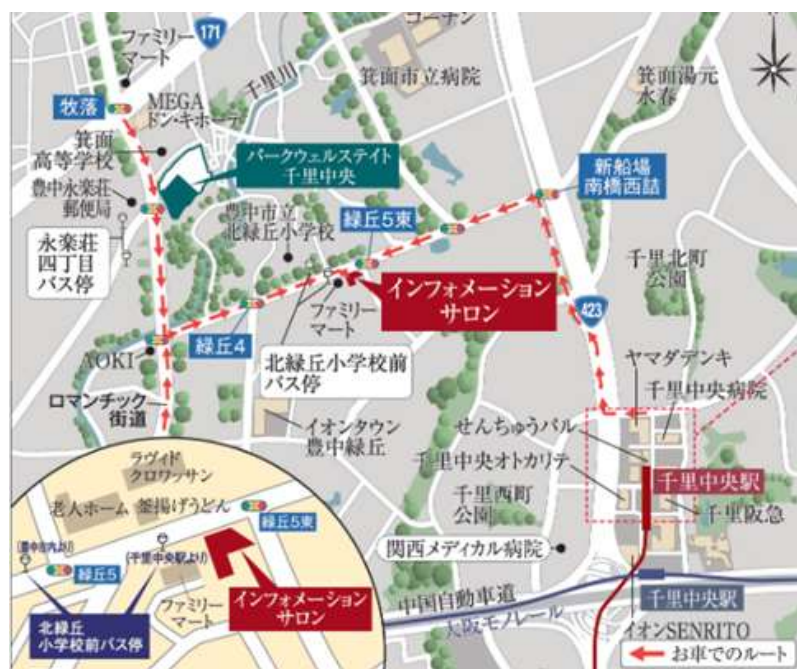 ファミリー
マート
171
コーナン
千里川
箕面市立病院
箕面湯元
水春
牧落
MEGA
ドン・キホーテ
箕面
高等学校
パークウェルステイト
千里中央
新船場
南橋西詰
豊中永楽荘
郵便局
豊中市立
北緑丘小学校
緑丘5東
永楽荘
四丁目
バス停
千里北町
公園
インフォメーション
サロン
ファミリー
マート
423
緑丘4
北緑丘小学校前
バス停
AOKI
ヤマダデンキ
千里中央病院
ロマンチック
街道
イオンタウン
豊中緑丘
せんちゅうパル
千里中央オトカリテ
千里中央駅
千里西町
公園
千里阪急
関西メディカル病院
ラヴィド
クロワッサン
老人ホーム
釜揚げうどん
緑丘5東
(豊中市内より)
(千里中央駅より)
緑丘5
インフォメーション
サロン
ファミリー
マート
北緑丘
小学校前バス停
中国自動車道
大阪モノレール
千里中央駅
イオンSENRITO
お車でのルート